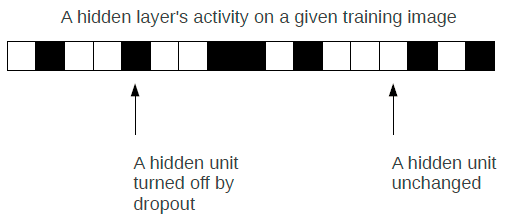 A hidden layer's activity on a given training image
A hidden unit
turned off by
dropout
A hidden unit
unchanged